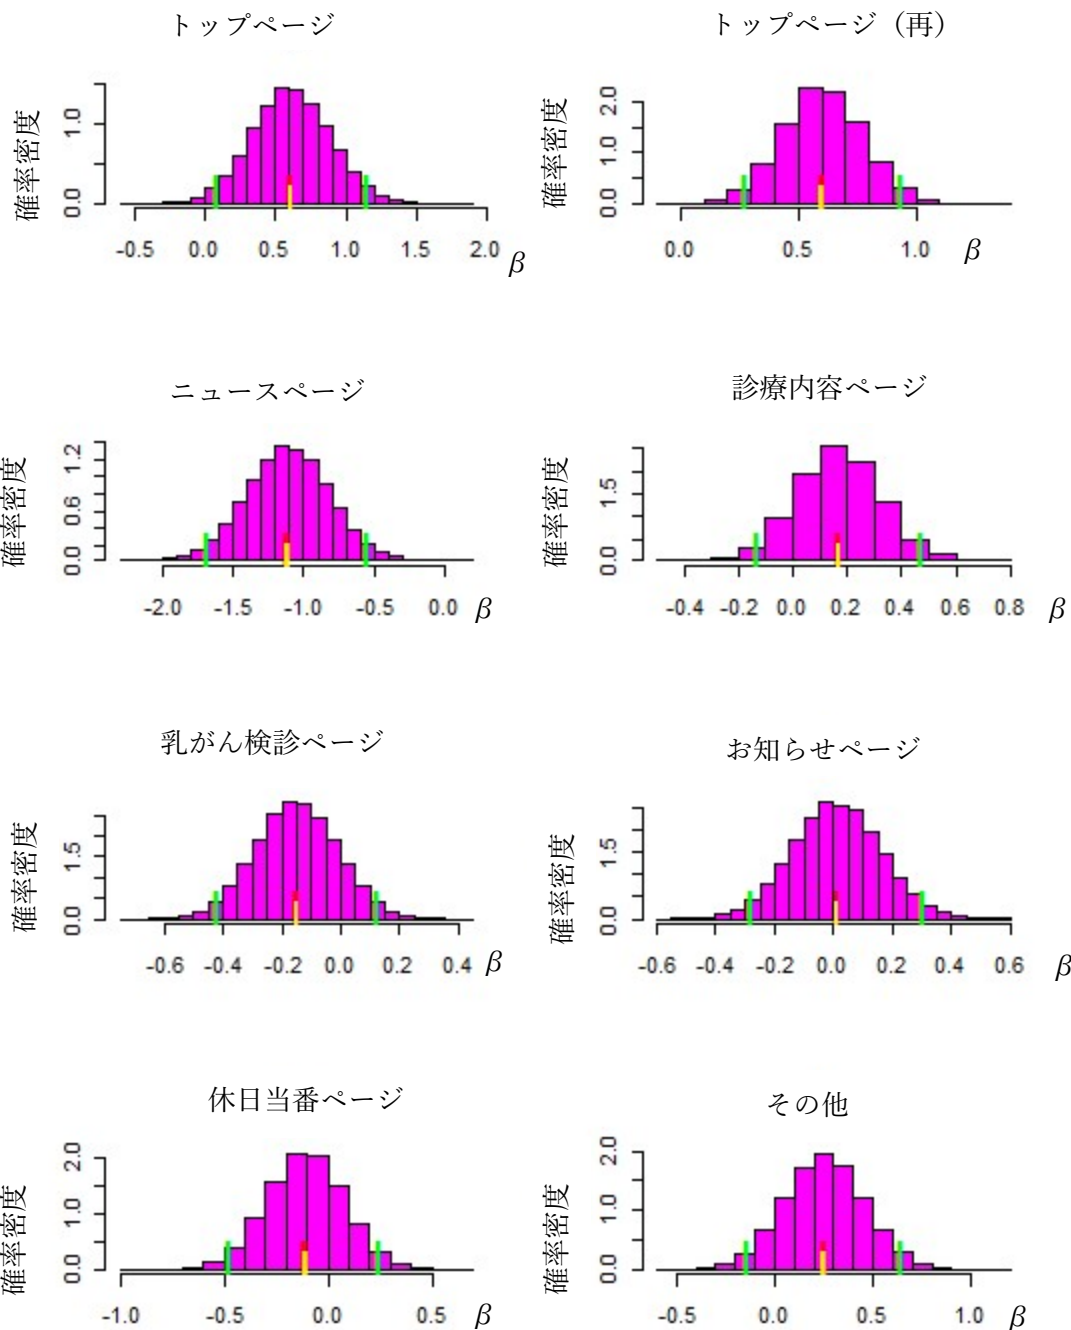 トップページ
確率密度
0.0 1.0
-0.5 0.0 0.5 1.0 1.5 2.0 β
トップページ（再）
確率密度
0.0 1.0 2.0
0.0 0.5 1.0 β
ニュースページ
確率密度
0.0 0.6 1.2
-2.0 -1.5 -1.0 -0.5 0.0 β
診療内容ページ
確率密度
0.0 1.5
-0.4 -0.2 0.0 0.2 0.4 0.6 0.8 β
乳がん検診ページ
確率密度
0.0 1.5
-0.6 -0.4 -0.2 0.0 0.2 0.4 β
お知らせページ
確率密度
0.0 1.5
-0.6 -0.4 -0.2 0.0 0.2 0.4 0.6 β
休日当番ページ
確率密度
0.0 1.0 2.0
-1.0 -0.5 0.0 0.5 β
その他
確率密度
0.0 1.0 2.0
-0.5 0.0 0.5 1.0 β